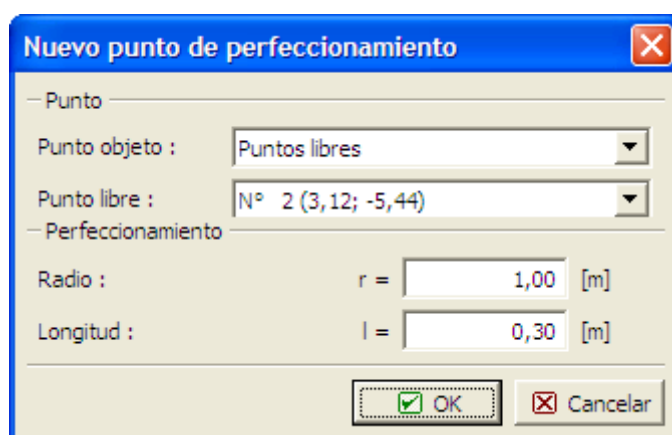 Nuevo punto de perfeccionamiento
Punto
Punto objeto : Puntos libres
Punto libre : Nº 2 (3,12; -5,44)
Perfeccionamiento
Radio : r = 1,00 [m]
Longitud : l = 0,30 [m]
OK Cancelar